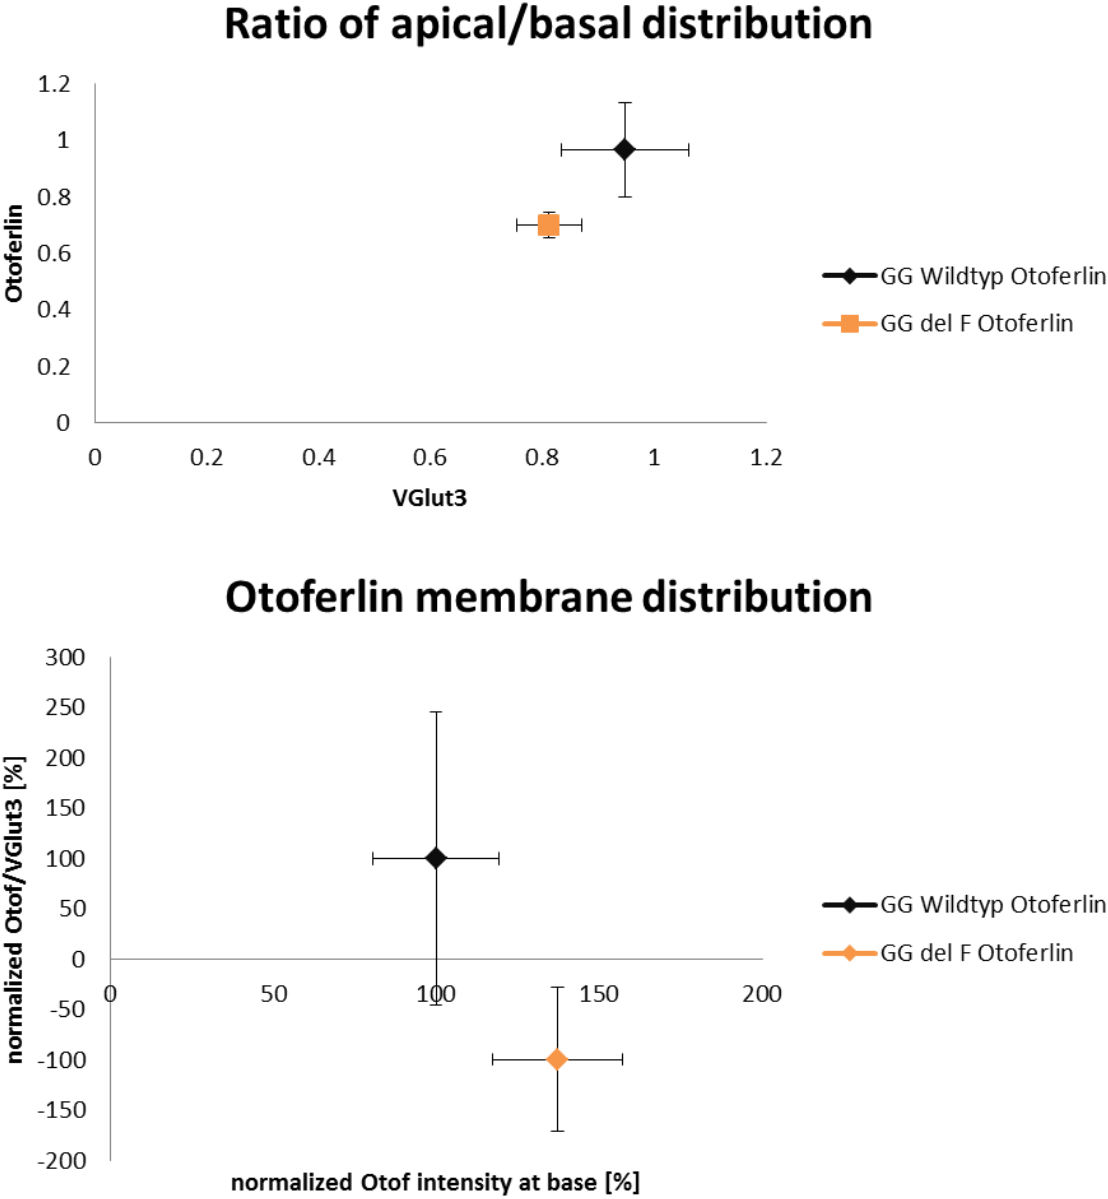 Ratio of apical/basal distribution
1.2
1
0.8
0.6
0.4
0.2
0
Otoferlin
0 0.2 0.4 0.6 0.8 1 1.2
VGlut3
GG Wildtyp Otoferlin
GG del F Otoferlin
Otoferlin membrane distribution
300
250
200
150
100
50
0
-50
-100
-150
-200
normalized Otof/VGlut3 [%]
0 50 100 150 200
normalized Otof intensity at base [%]
GG Wildtyp Otoferlin
GG del F Otoferlin